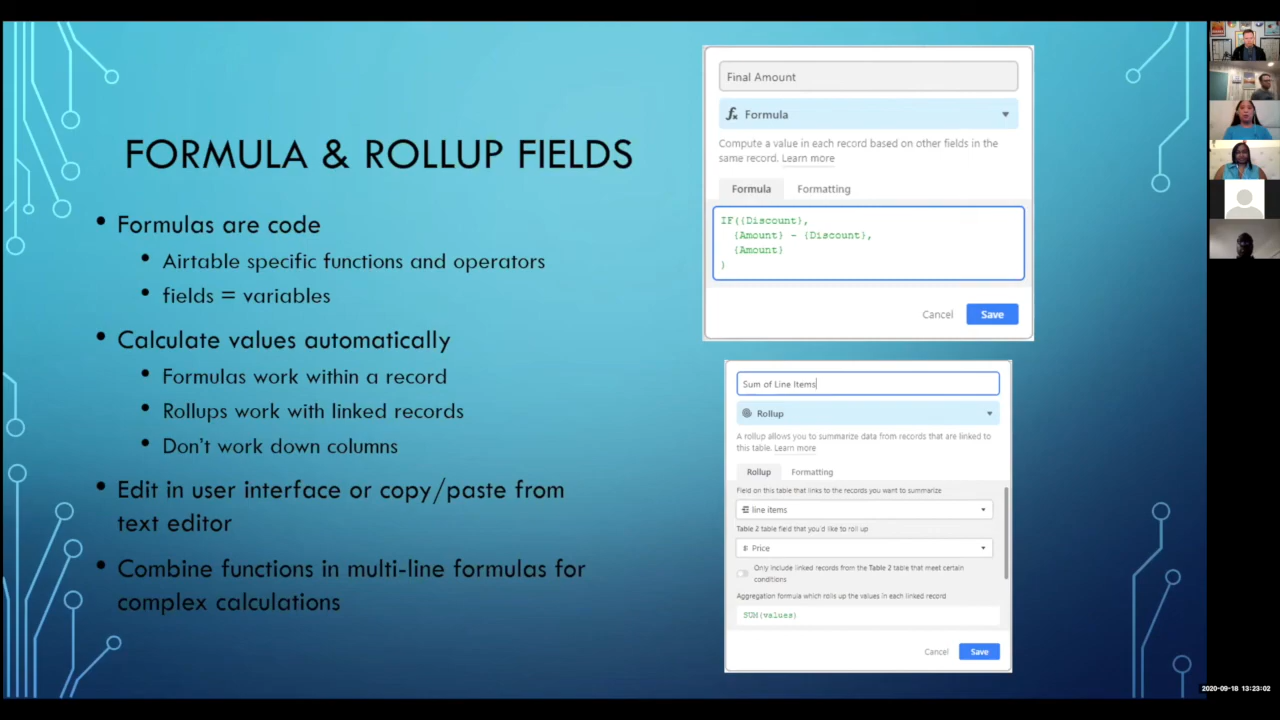 FORMULA & ROLLUP FIELDS
• Formulas are code
• Airtable specific functions and operators
• fields = variables
• Calculate values automatically
• Formulas work within a record
• Rollups work with linked records
• Don't work down columns
• Edit in user interface or copy/paste from
text editor
• Combine functions in multi-line formulas for
complex calculations
Final Amount
Formula
Compute a value in each record based on other fields in the
same record. Learn more
Formula Formatting
IF({Discount},
{Amount} - {Discount},
{Amount}
)
Cancel Save
Sum of Line Items
Rollup
A rollup allows you to summarize data from records that are linked to
this table. Learn more
Rollup Formatting
Field on this table that links to the records you want to summarize
line items
Table 2 table field that you'd like to roll up
Price
Only include linked records from the Table 2 table that meet certain
conditions
Aggregation formula which rolls up the values in each linked record
SUM(values)
Cancel Save
2020-09-18 13:23:02